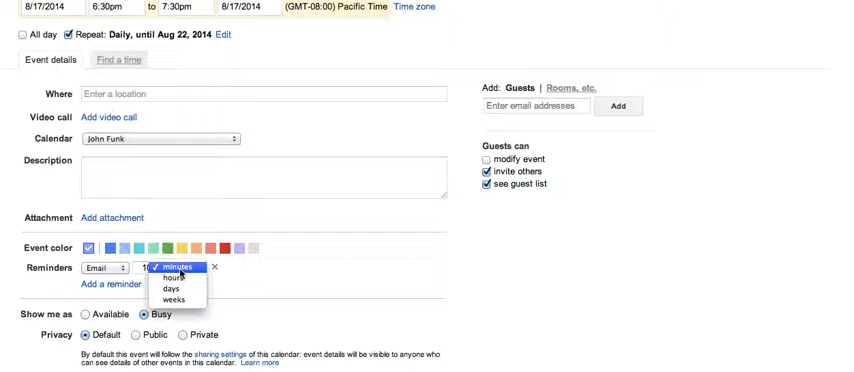 8/17/2014 6:30pm to 7:30pm 8/17/2014 (GMT-08:00) Pacific Time Time zone
All day Repeat: Daily, until Aug 22, 2014 Edit
Event details Find a time
Where Enter a location
Video call Add video call
Calendar John Funk
Description
Attachment Add attachment
Event color
Reminders Email minutes
hours
days
weeks
Add a reminder
Show me as Available Busy
Privacy Default Public Private
By default this event will follow the sharing settings of this calendar: event details will be visible to anyone who
can see details of other events in this calendar. Learn more
Add: Guests | Rooms, etc.
Enter email addresses Add
Guests can
modify event
invite others
see guest list